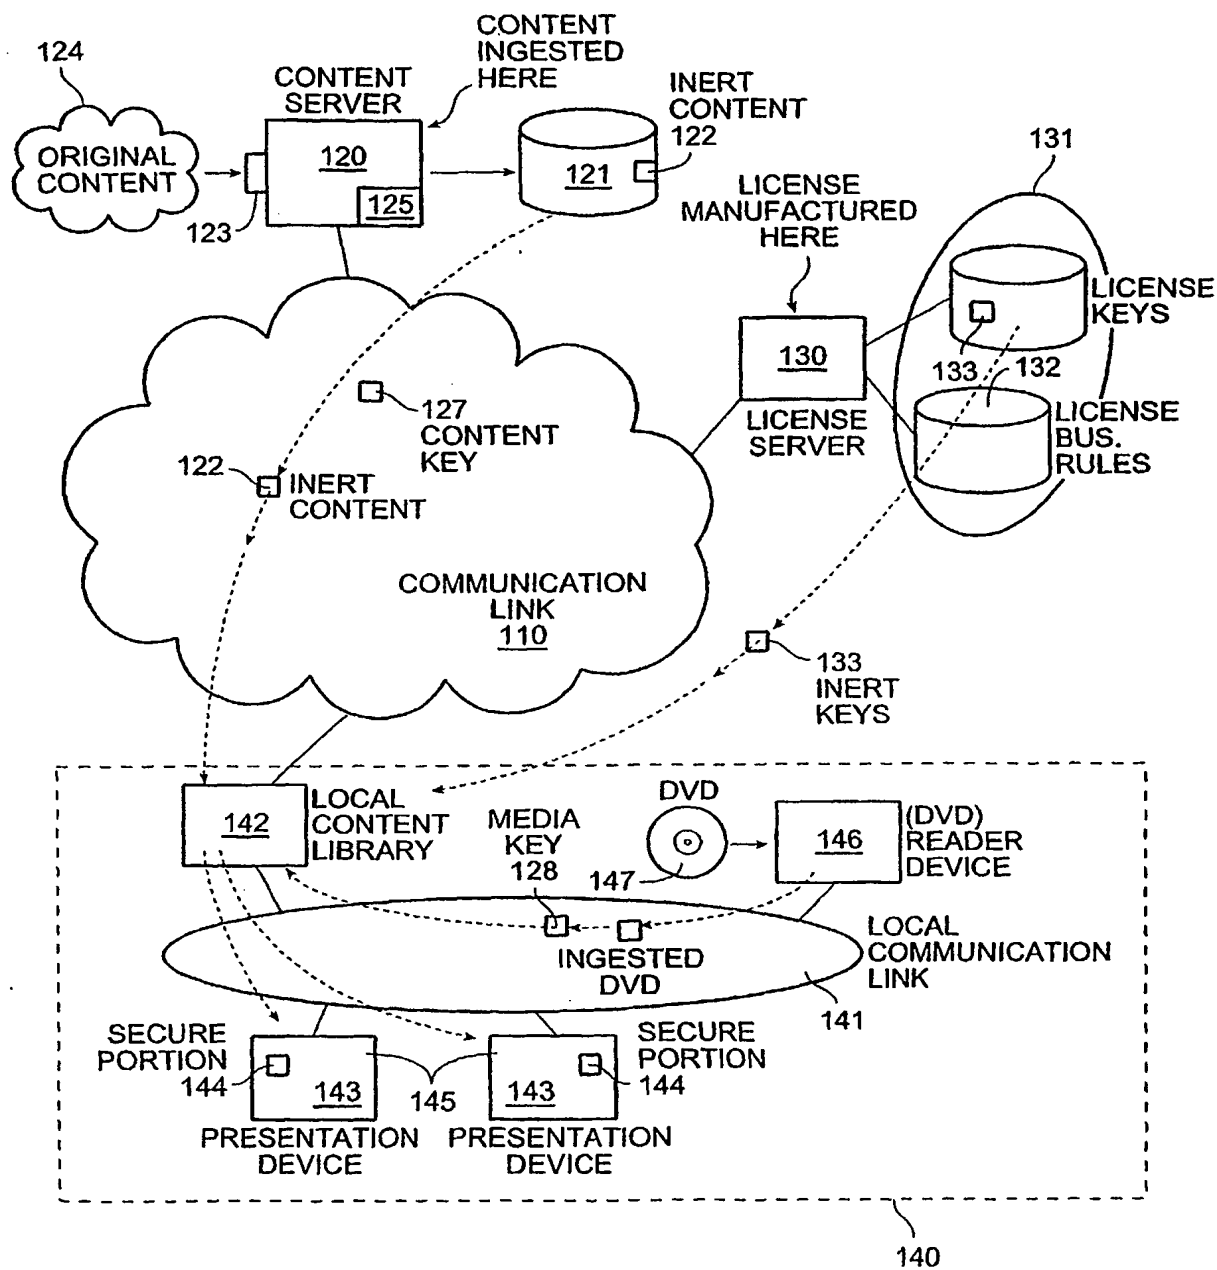 124
CONTENT
INGESTED
HERE
CONTENT
SERVER
INERT
CONTENT
122
ORIGINAL
CONTENT
120
125
123
121
131
LICENSE
MANUFACTURED
HERE
LICENSE
KEYS
133
132
130
LICENSE
SERVER
LICENSE
BUS.
RULES
127
CONTENT
KEY
122
INERT
CONTENT
COMMUNICATION
LINK
110
133
INERT
KEYS
142
LOCAL
CONTENT
LIBRARY
MEDIA
KEY
128
DVD
147
146
(DVD)
READER
DEVICE
INGESTED
DVD
LOCAL
COMMUNICATION
LINK
141
SECURE
PORTION
144
143
145
143
SECURE
PORTION
144
PRESENTATION
DEVICE
PRESENTATION
DEVICE
140